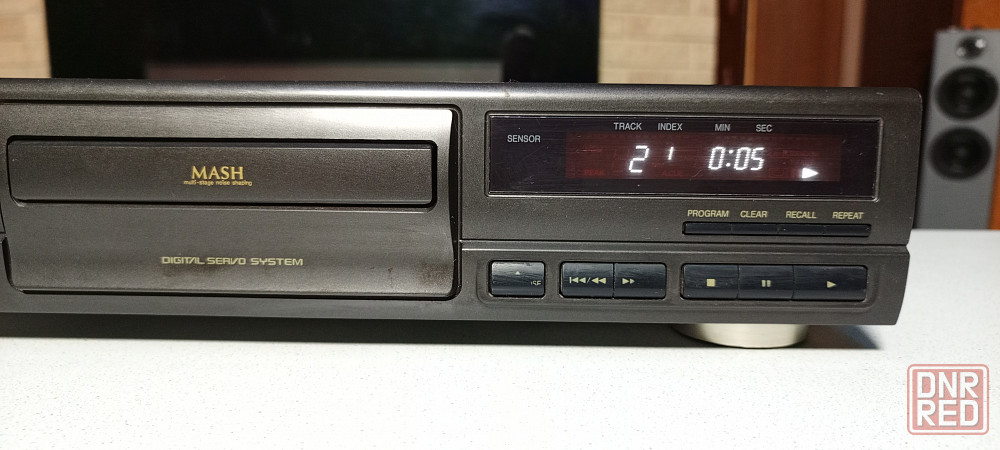 MASH
multi-stage noise shaping
DIGITAL SERVO SYSTEM
SENSOR
TRACK INDEX MIN SEC
2 1 0:05
PROGRAM CLEAR RECALL REPEAT
DNR
RED